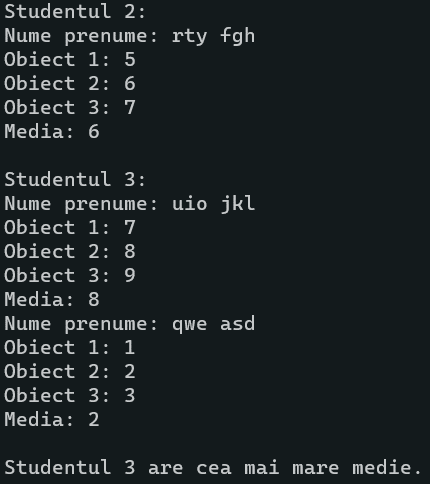 Studentul 2:
Nume prenume: rty fgh
Obiect 1: 5
Obiect 2: 6
Obiect 3: 7
Media: 6

Studentul 3:
Nume prenume: uio jkl
Obiect 1: 7
Obiect 2: 8
Obiect 3: 9
Media: 8
Nume prenume: qwe asd
Obiect 1: 1
Obiect 2: 2
Obiect 3: 3
Media: 2

Studentul 3 are cea mai mare medie.